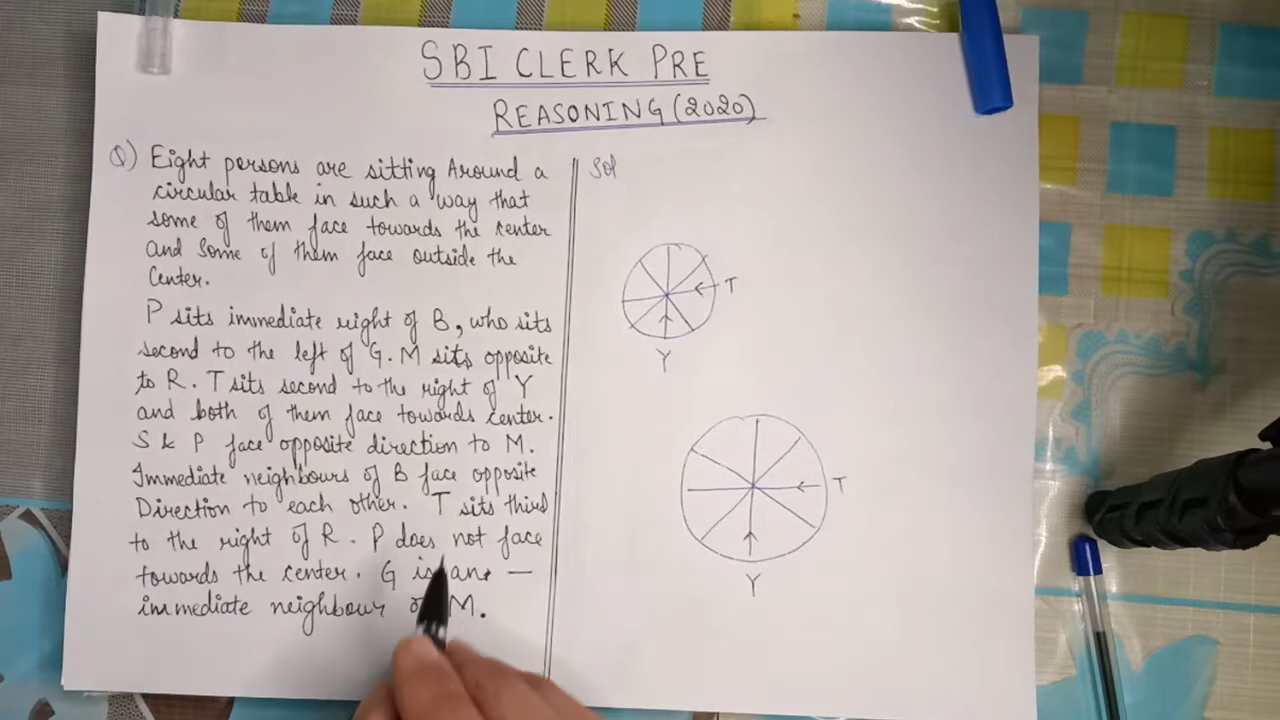 SBI CLERK PRE
REASONING (2020)
Q) Eight persons are sitting Around a
circular table in such a way that
some of them face towards the center
and Some of them face outside the
Center.
P sits immediate right of B, who sits
second to the left of G. M sits opposite
to R. T sits second to the right of Y
and both of them face towards center.
S & P face opposite direction to M.
Immediate neighbours of B face opposite
Direction to each other. T sits third
to the right of R. P does not face
towards the center. G is an —
immediate neighbour M.
Sol
T
Y
T
Y